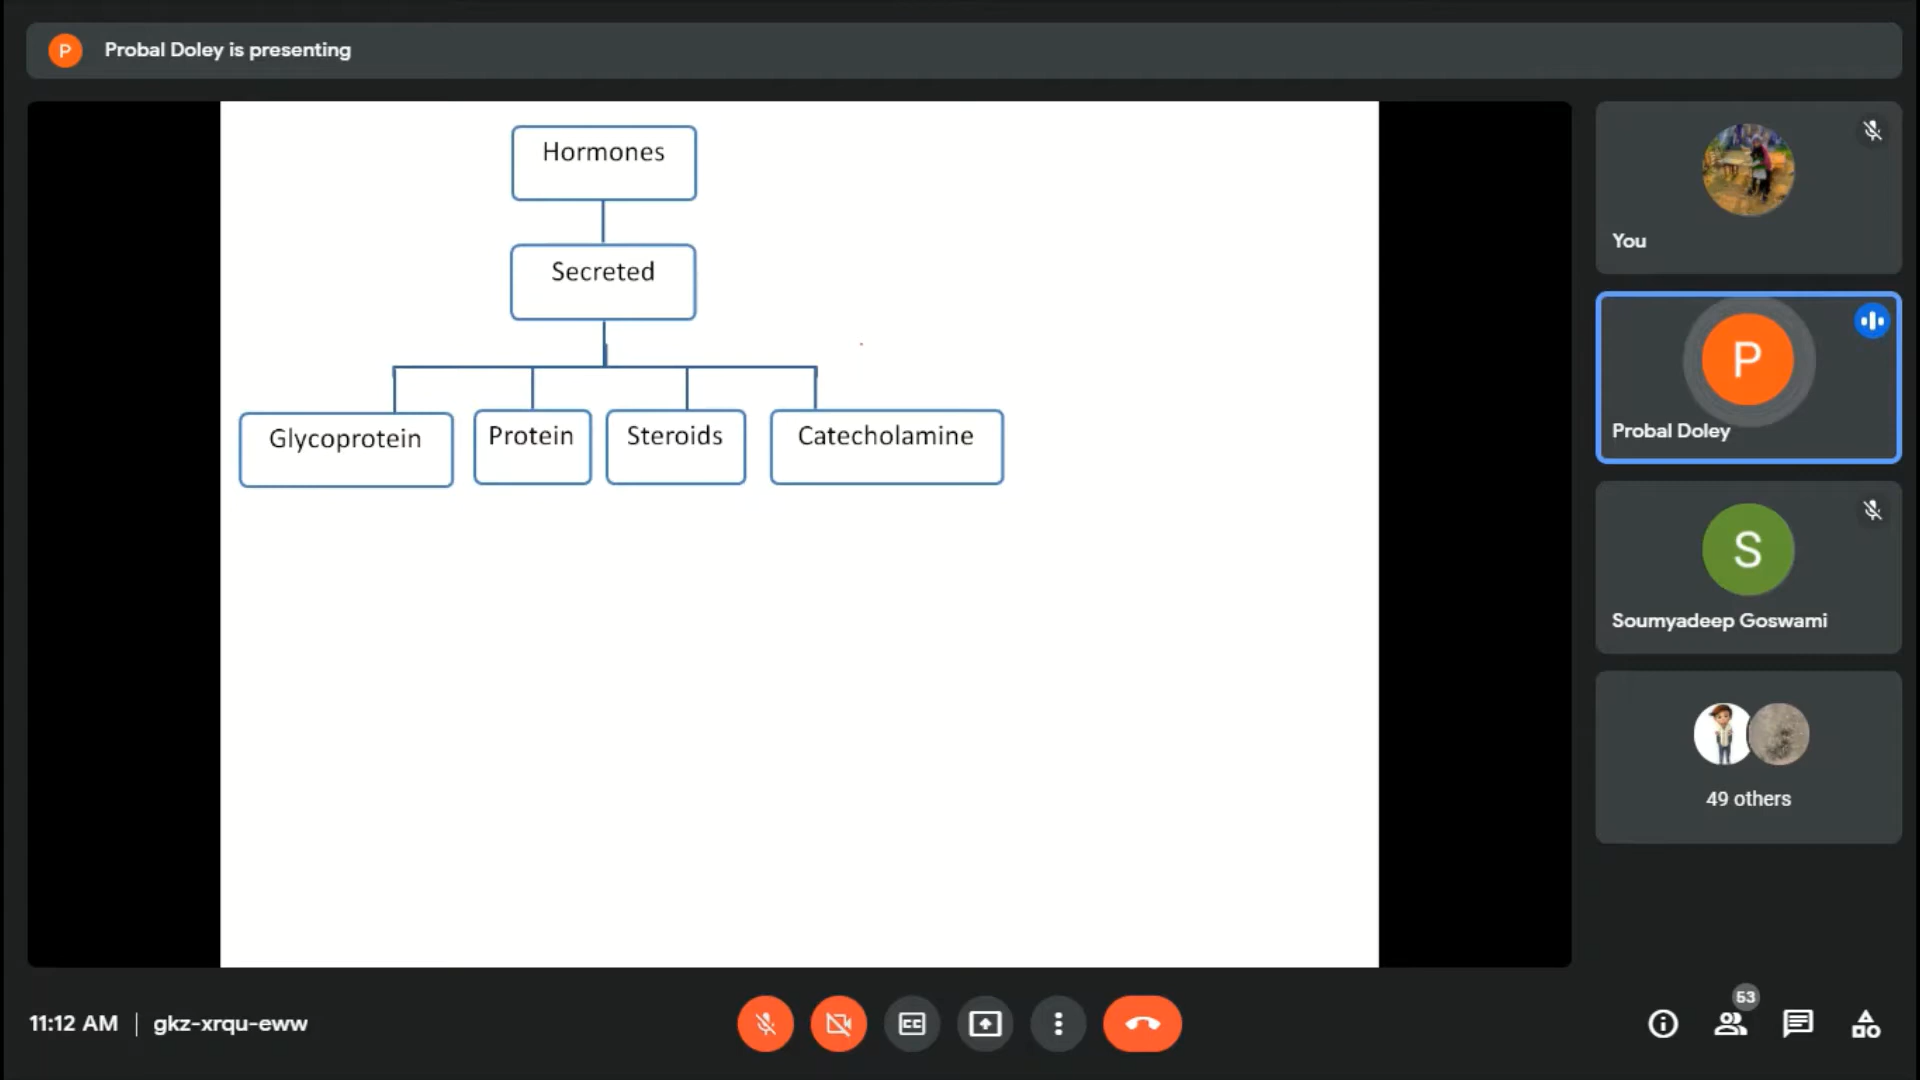 P Probal Doley is presenting
Hormones
Secreted
Glycoprotein
Protein
Steroids
Catecholamine
You
P
Probal Doley
S
Soumyadeep Goswami
49 others
11:12 AM | gkz-xrqu-eww
CC
53